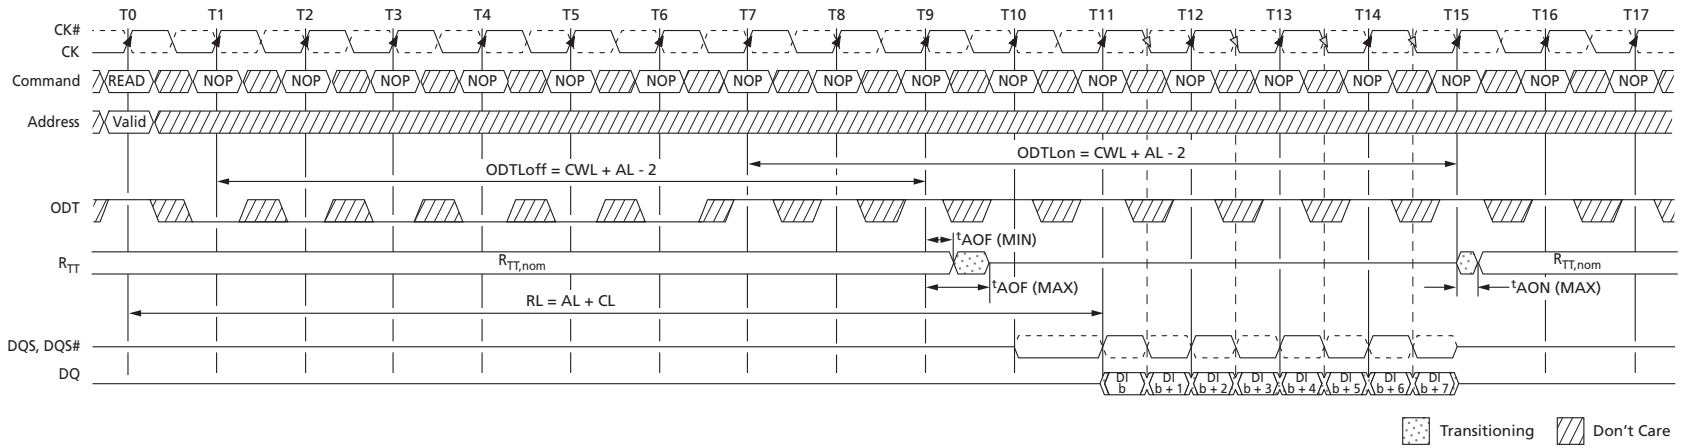 T0 T1 T2 T3 T4 T5 T6 T7 T8 T9 T10 T11 T12 T13 T14 T15 T16 T17
CK#
CK
Command READ NOP NOP NOP NOP NOP NOP NOP NOP NOP NOP NOP NOP NOP NOP NOP NOP NOP
Address Valid
ODTLon = CWL + AL - 2
ODTLoff = CWL + AL - 2
ODT
tAOF (MIN)
RTT RTT,nom RTT,nom
tAOF (MAX) tAON (MAX)
RL = AL + CL
DQS, DQS#
DQ DI b DI b + 1 DI b + 2 DI b + 3 DI b + 4 DI b + 5 DI b + 6 DI b + 7
Transitioning Don't Care